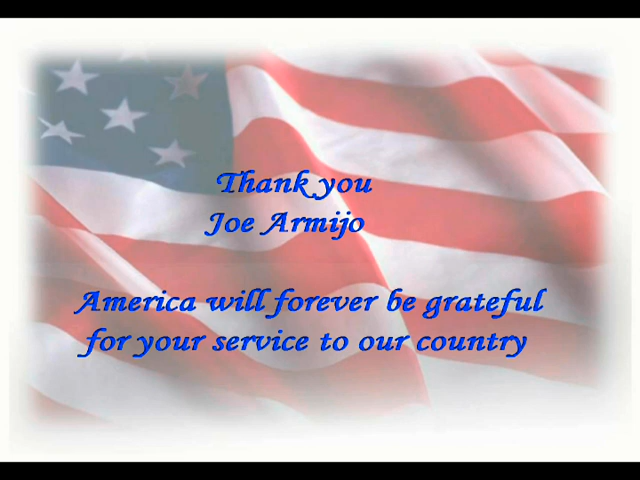 Thank you
Joe Armijo
America will forever be grateful
for your service to our country